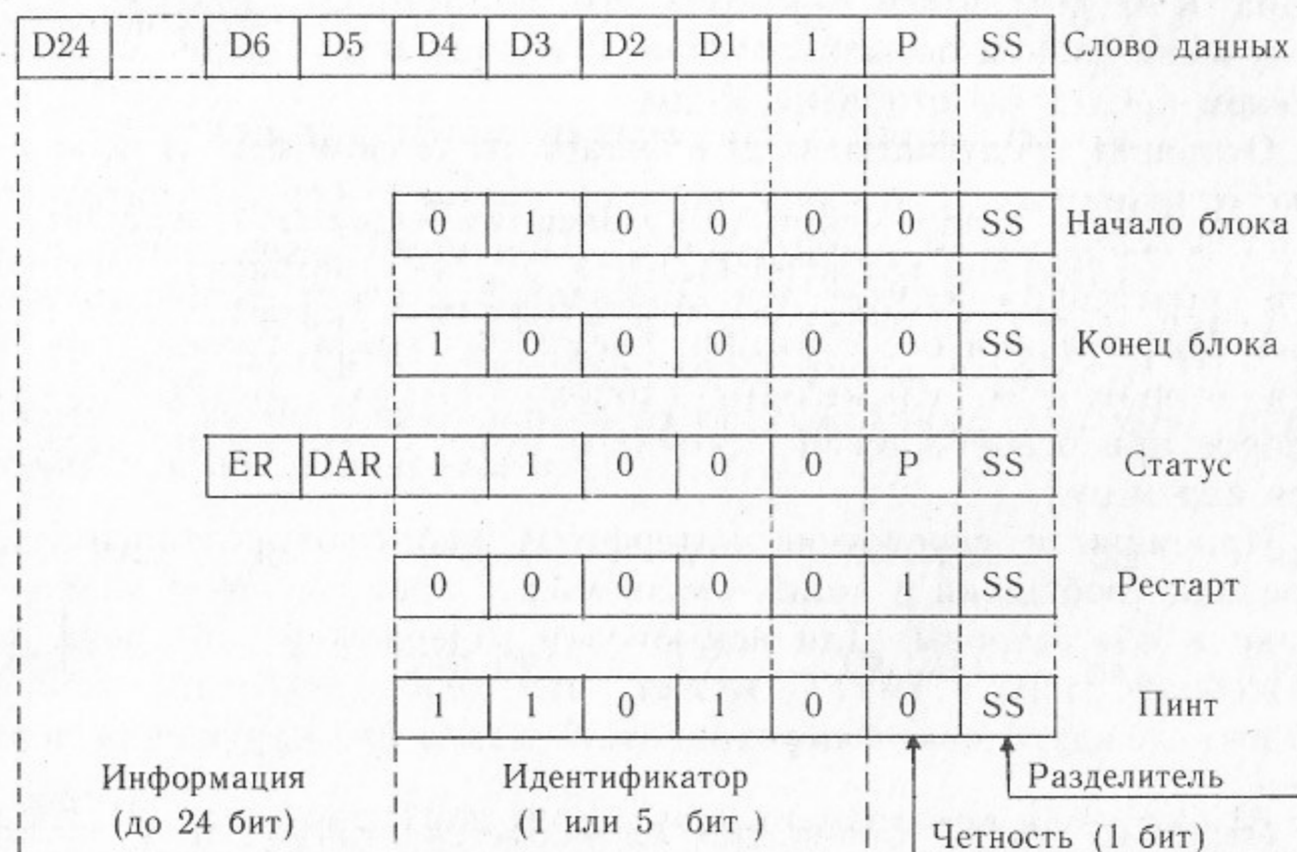 D24 D6 D5 D4 D3 D2 D1 P SS Слово данных
0 1 0 0 0 0 SS Начало блока
1 0 0 0 0 0 SS Конец блока
ER DAR 1 1 0 0 0 P SS Статус
0 0 0 0 0 1 SS Рестарт
1 1 0 1 0 0 SS Пинт
Информация Идентификатор Разделитель
(до 24 бит) (1 или 5 бит) Четность (1 бит)